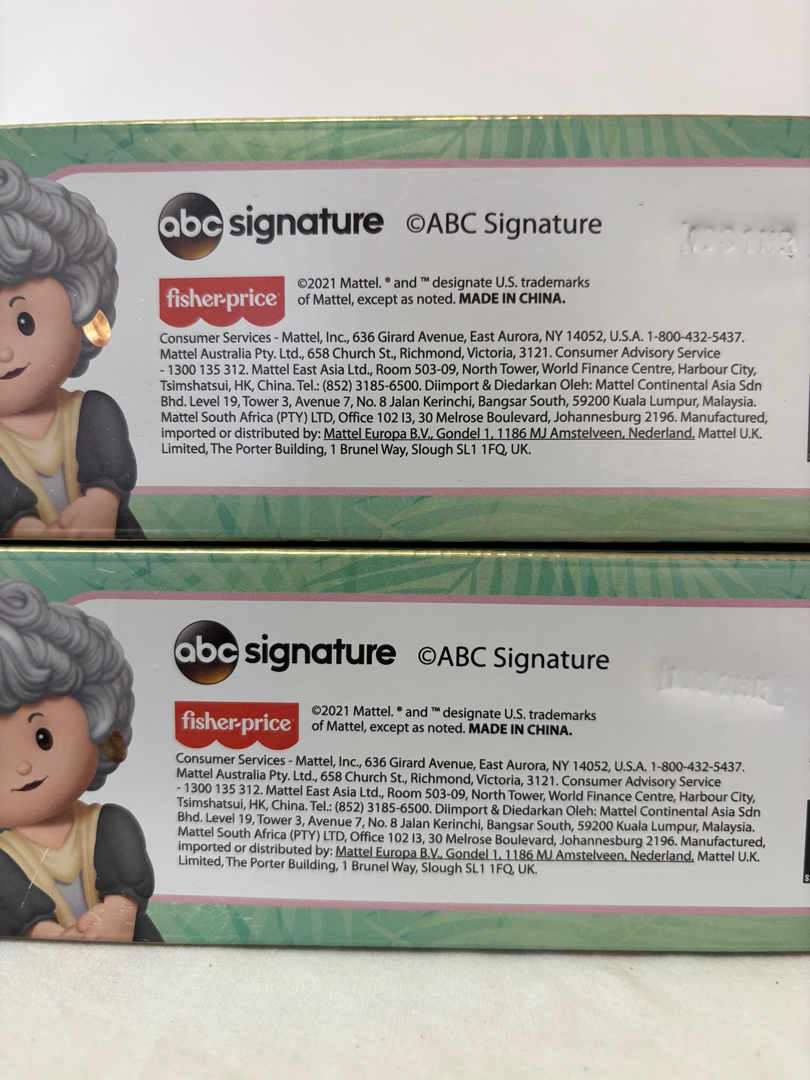 abc signature ©ABC Signature
fisher-price
©2021 Mattel. ® and ™ designate U.S. trademarks
of Mattel, except as noted. MADE IN CHINA.
Consumer Services - Mattel, Inc., 636 Girard Avenue, East Aurora, NY 14052, U.S.A. 1-800-432-5437.
Mattel Australia Pty. Ltd., 658 Church St., Richmond, Victoria, 3121. Consumer Advisory Service
- 1300 135 312. Mattel East Asia Ltd., Room 503-09, North Tower, World Finance Centre, Harbour City,
Tsimshatsui, HK, China. Tel.: (852) 3185-6500. Diimport & Diedarkan Oleh: Mattel Continental Asia Sdn
Bhd. Level 19, Tower 3, Avenue 7, No. 8 Jalan Kerinchi, Bangsar South, 59200 Kuala Lumpur, Malaysia.
Mattel South Africa (PTY) LTD, Office 102 I3, 30 Melrose Boulevard, Johannesburg 2196. Manufactured,
imported or distributed by: Mattel Europa B.V., Gondel 1, 1186 MJ Amstelveen, Nederland. Mattel U.K.
Limited, The Porter Building, 1 Brunel Way, Slough SL1 1FQ, UK.
abc signature ©ABC Signature
fisher-price
©2021 Mattel. ® and ™ designate U.S. trademarks
of Mattel, except as noted. MADE IN CHINA.
Consumer Services - Mattel, Inc., 636 Girard Avenue, East Aurora, NY 14052, U.S.A. 1-800-432-5437.
Mattel Australia Pty. Ltd., 658 Church St., Richmond, Victoria, 3121. Consumer Advisory Service
- 1300 135 312. Mattel East Asia Ltd., Room 503-09, North Tower, World Finance Centre, Harbour City,
Tsimshatsui, HK, China. Tel.: (852) 3185-6500. Diimport & Diedarkan Oleh: Mattel Continental Asia Sdn
Bhd. Level 19, Tower 3, Avenue 7, No. 8 Jalan Kerinchi, Bangsar South, 59200 Kuala Lumpur, Malaysia.
Mattel South Africa (PTY) LTD, Office 102 I3, 30 Melrose Boulevard, Johannesburg 2196. Manufactured,
imported or distributed by: Mattel Europa B.V., Gondel 1, 1186 MJ Amstelveen, Nederland. Mattel U.K.
Limited, The Porter Building, 1 Brunel Way, Slough SL1 1FQ, UK.